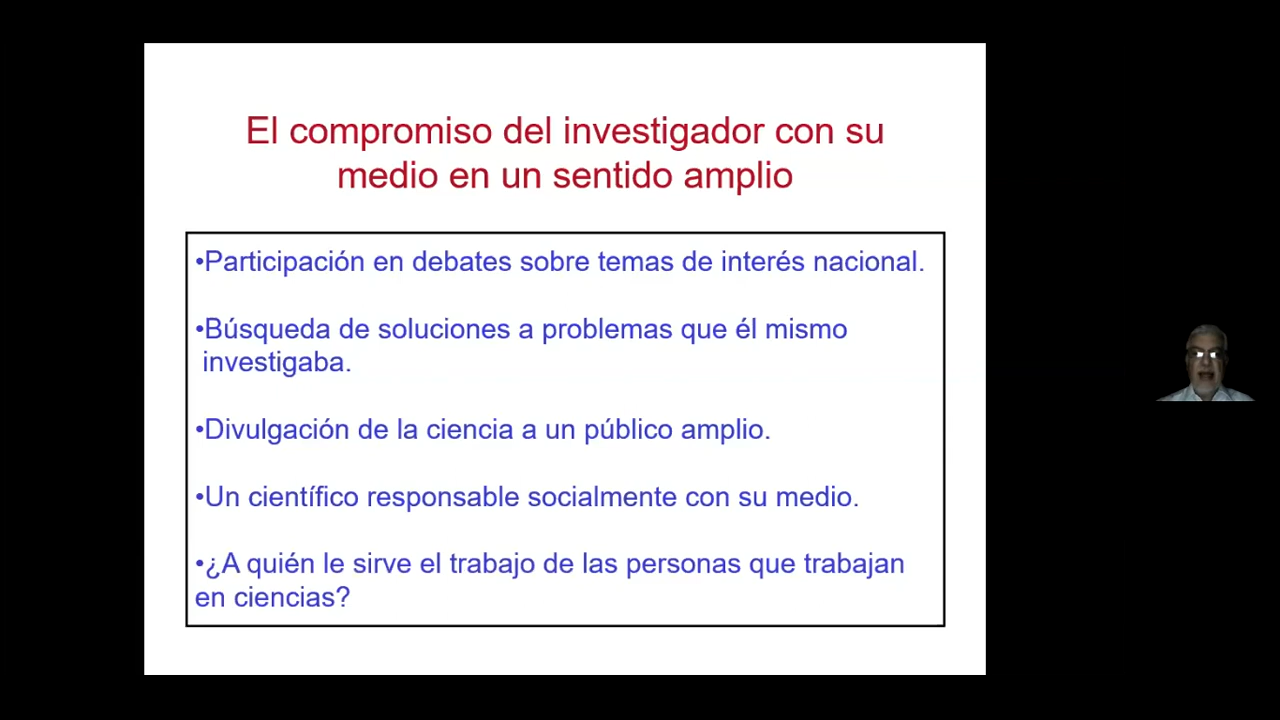 El compromiso del investigador con su
medio en un sentido amplio
•Participación en debates sobre temas de interés nacional.
•Búsqueda de soluciones a problemas que él mismo
investigaba.
•Divulgación de la ciencia a un público amplio.
•Un científico responsable socialmente con su medio.
•¿A quién le sirve el trabajo de las personas que trabajan
en ciencias?